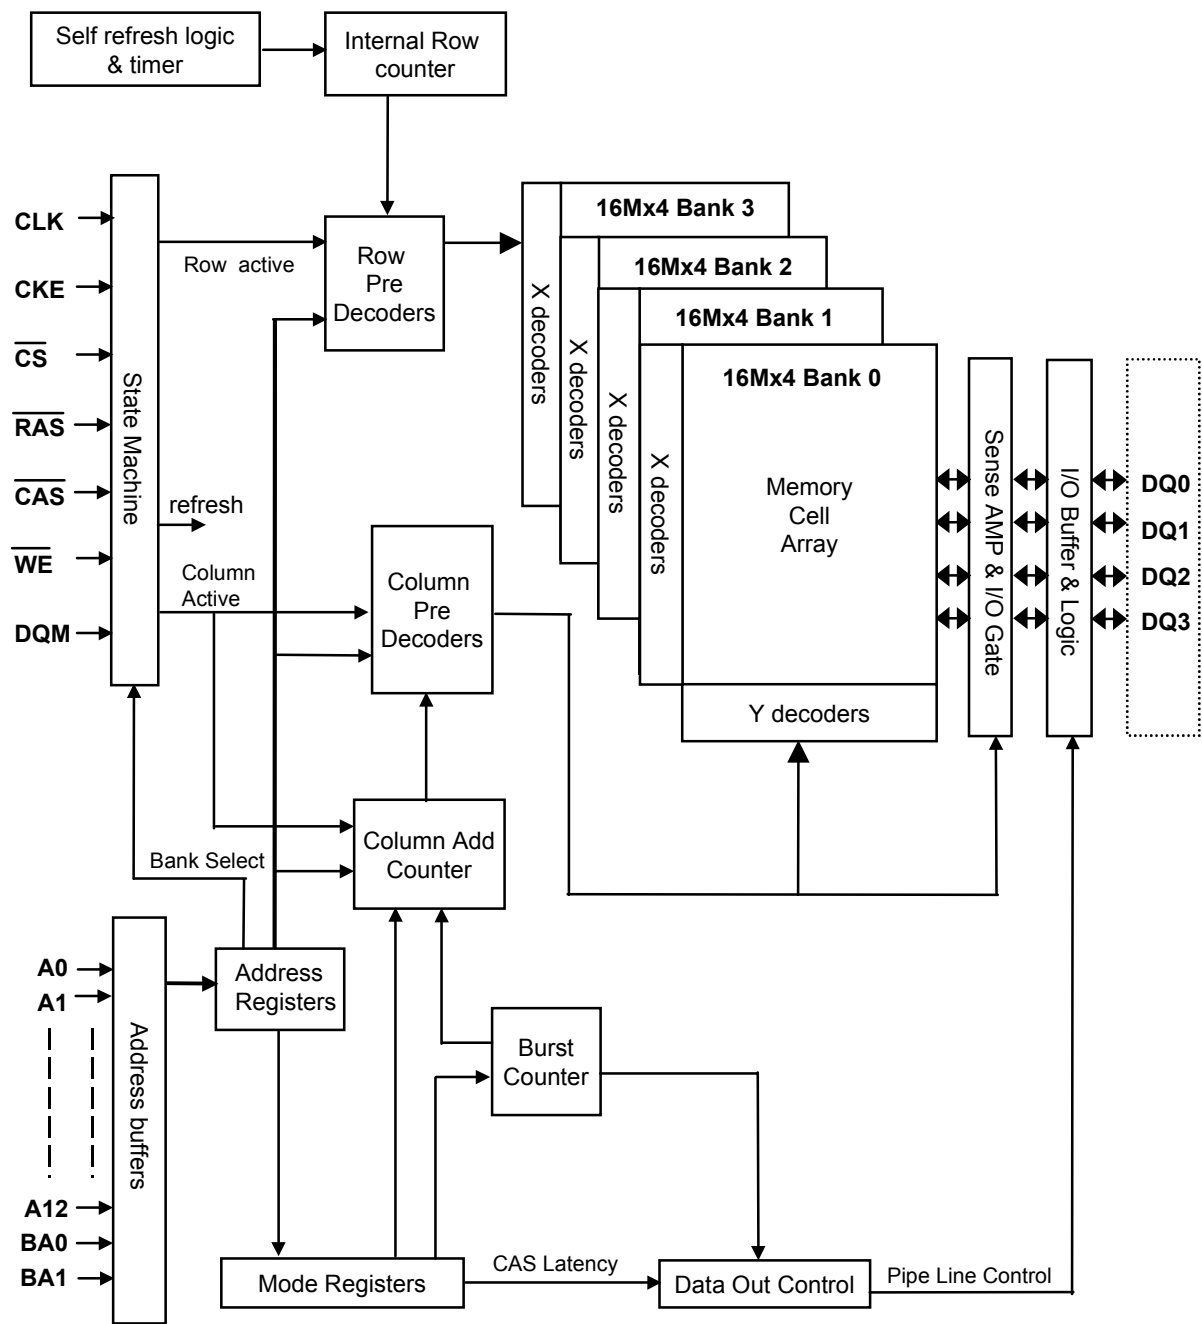 Self refresh logic
& timer
Internal Row
counter
CLK
CKE
CS
RAS
CAS
WE
DQM
State Machine
Row active
refresh
Column
Active
Row
Pre
Decoders
Column
Pre
Decoders
X decoders
X decoders
X decoders
X decoders
16Mx4 Bank 3
16Mx4 Bank 2
16Mx4 Bank 1
16Mx4 Bank 0
Memory
Cell
Array
Y decoders
Sense AMP & I/O Gate
I/O Buffer & Logic
DQ0
DQ1
DQ2
DQ3
Bank Select
Column Add
Counter
A0
A1
A12
BA0
BA1
Address buffers
Address
Registers
Burst
Counter
Mode Registers
CAS Latency
Data Out Control
Pipe Line Control